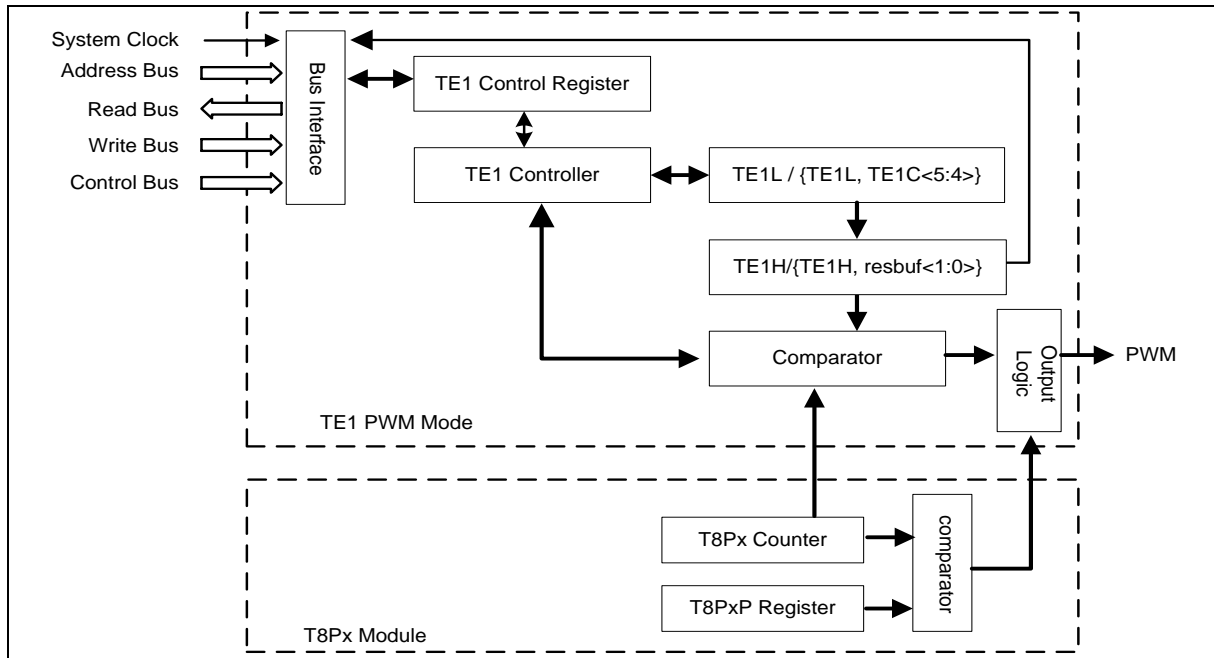 System Clock
Address Bus
Read Bus
Write Bus
Control Bus
Bus Interface
TE1 Control Register
TE1 Controller
TE1L / {TE1L, TE1C<5:4>}
TE1H/{TE1H, resbuf<1:0>}
Comparator
Output
Logic
PWM
TE1 PWM Mode
T8Px Counter
T8PxP Register
comparator
T8Px Module